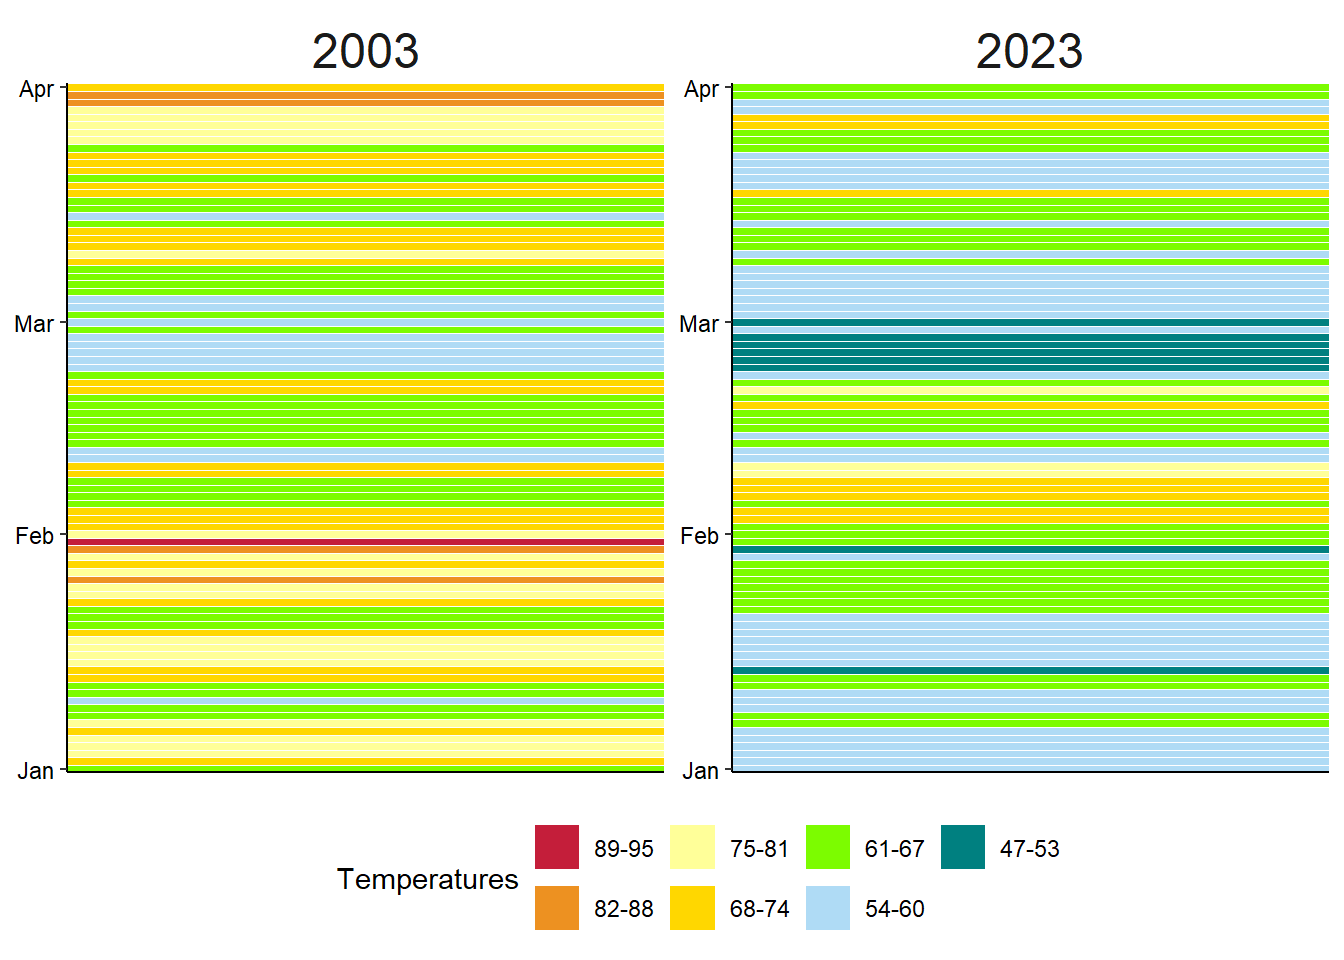 2003
2023
Apr
Mar
Feb
Jan
Apr
Mar
Feb
Jan
Temperatures
89-95
75-81
61-67
47-53
82-88
68-74
54-60